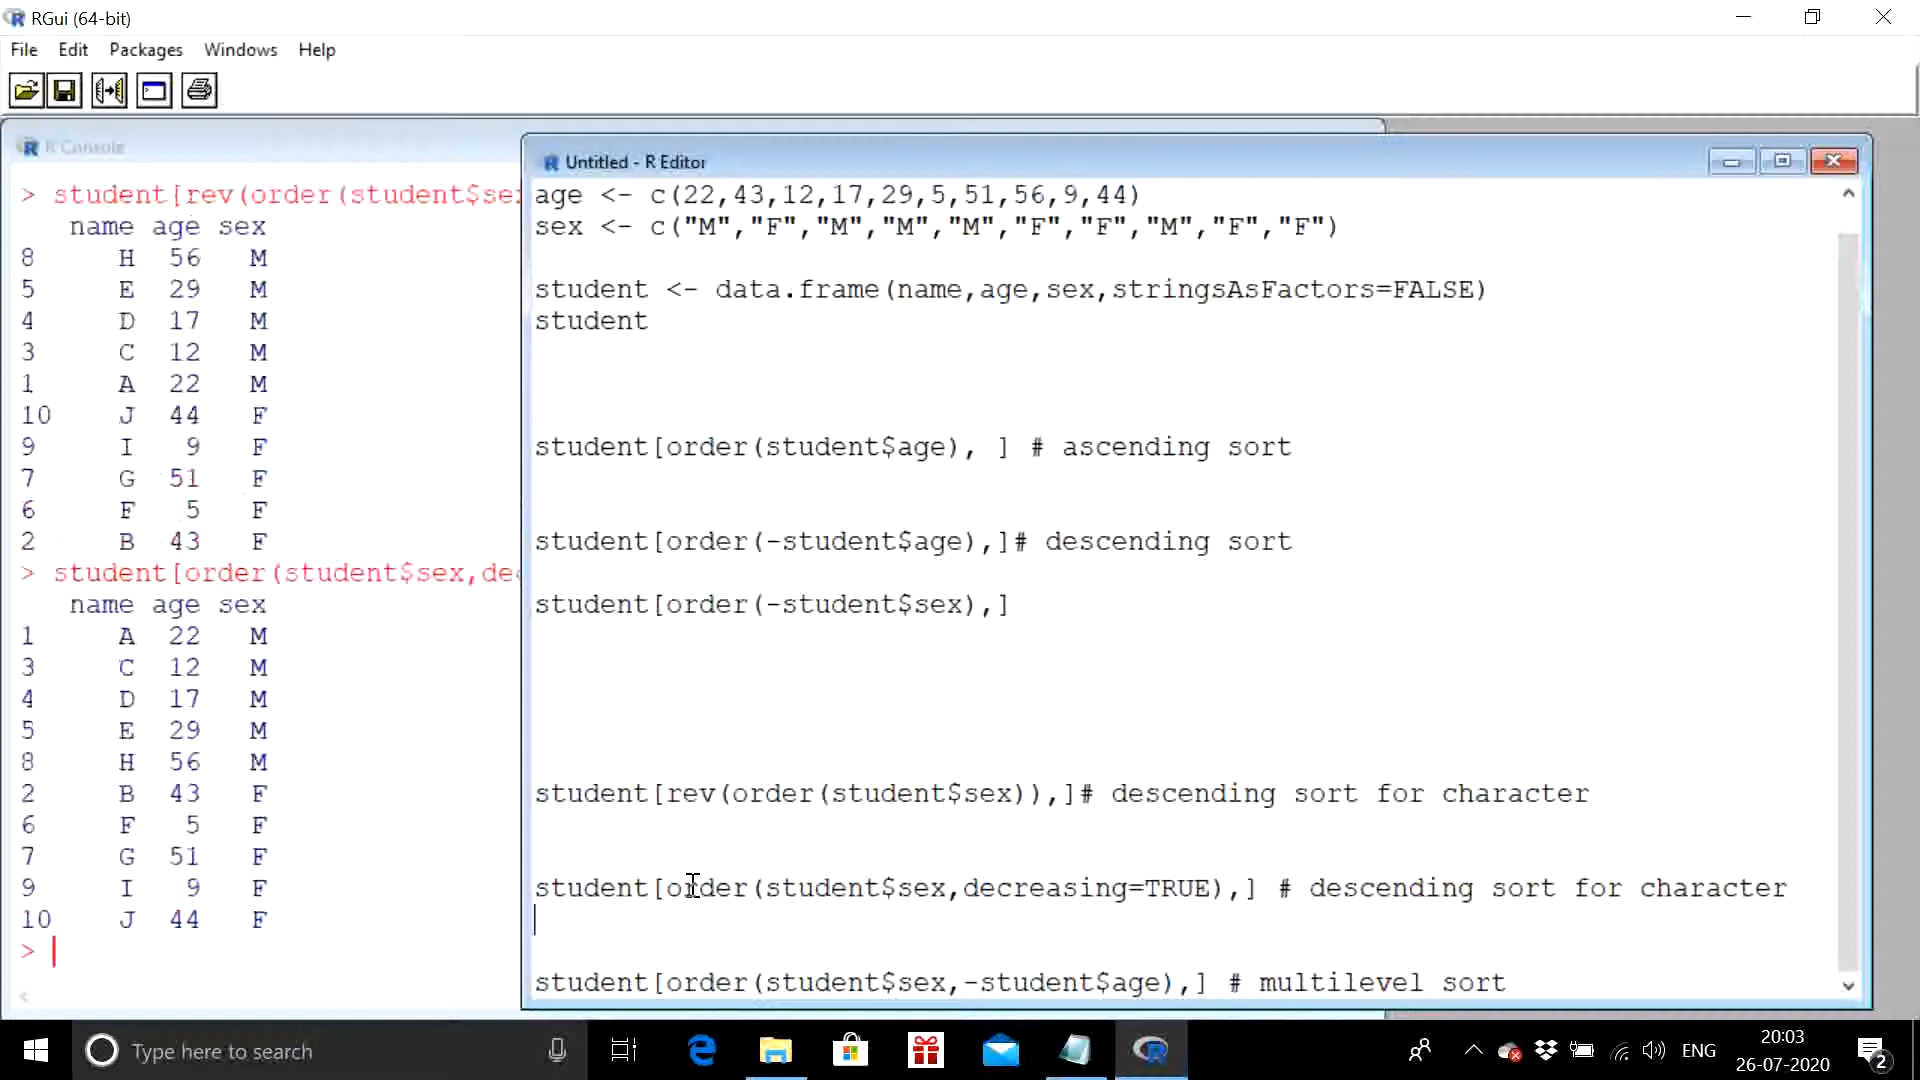 RGui (64-bit)
File Edit Packages Windows Help
R Console
> student[rev(order(student$se
name age sex
8 H 56 M
5 E 29 M
4 D 17 M
3 C 12 M
1 A 22 M
10 J 44 F
9 I 9 F
7 G 51 F
6 F 5 F
2 B 43 F
> student[order(student$sex,de
name age sex
1 A 22 M
3 C 12 M
4 D 17 M
5 E 29 M
8 H 56 M
2 B 43 F
6 F 5 F
7 G 51 F
9 I 9 F
10 J 44 F
>
Untitled - R Editor
age <- c(22,43,12,17,29,5,51,56,9,44)
sex <- c("M","F","M","M","M","F","F","M","F","F")
student <- data.frame(name,age,sex,stringsAsFactors=FALSE)
student
student[order(student$age), ] # ascending sort
student[order(-student$age),]# descending sort
student[order(-student$sex),]
student[rev(order(student$sex)),]# descending sort for character
student[order(student$sex,decreasing=TRUE),] # descending sort for character
student[order(student$sex,-student$age),] # multilevel sort
Type here to search
ENG
20:03
26-07-2020
2